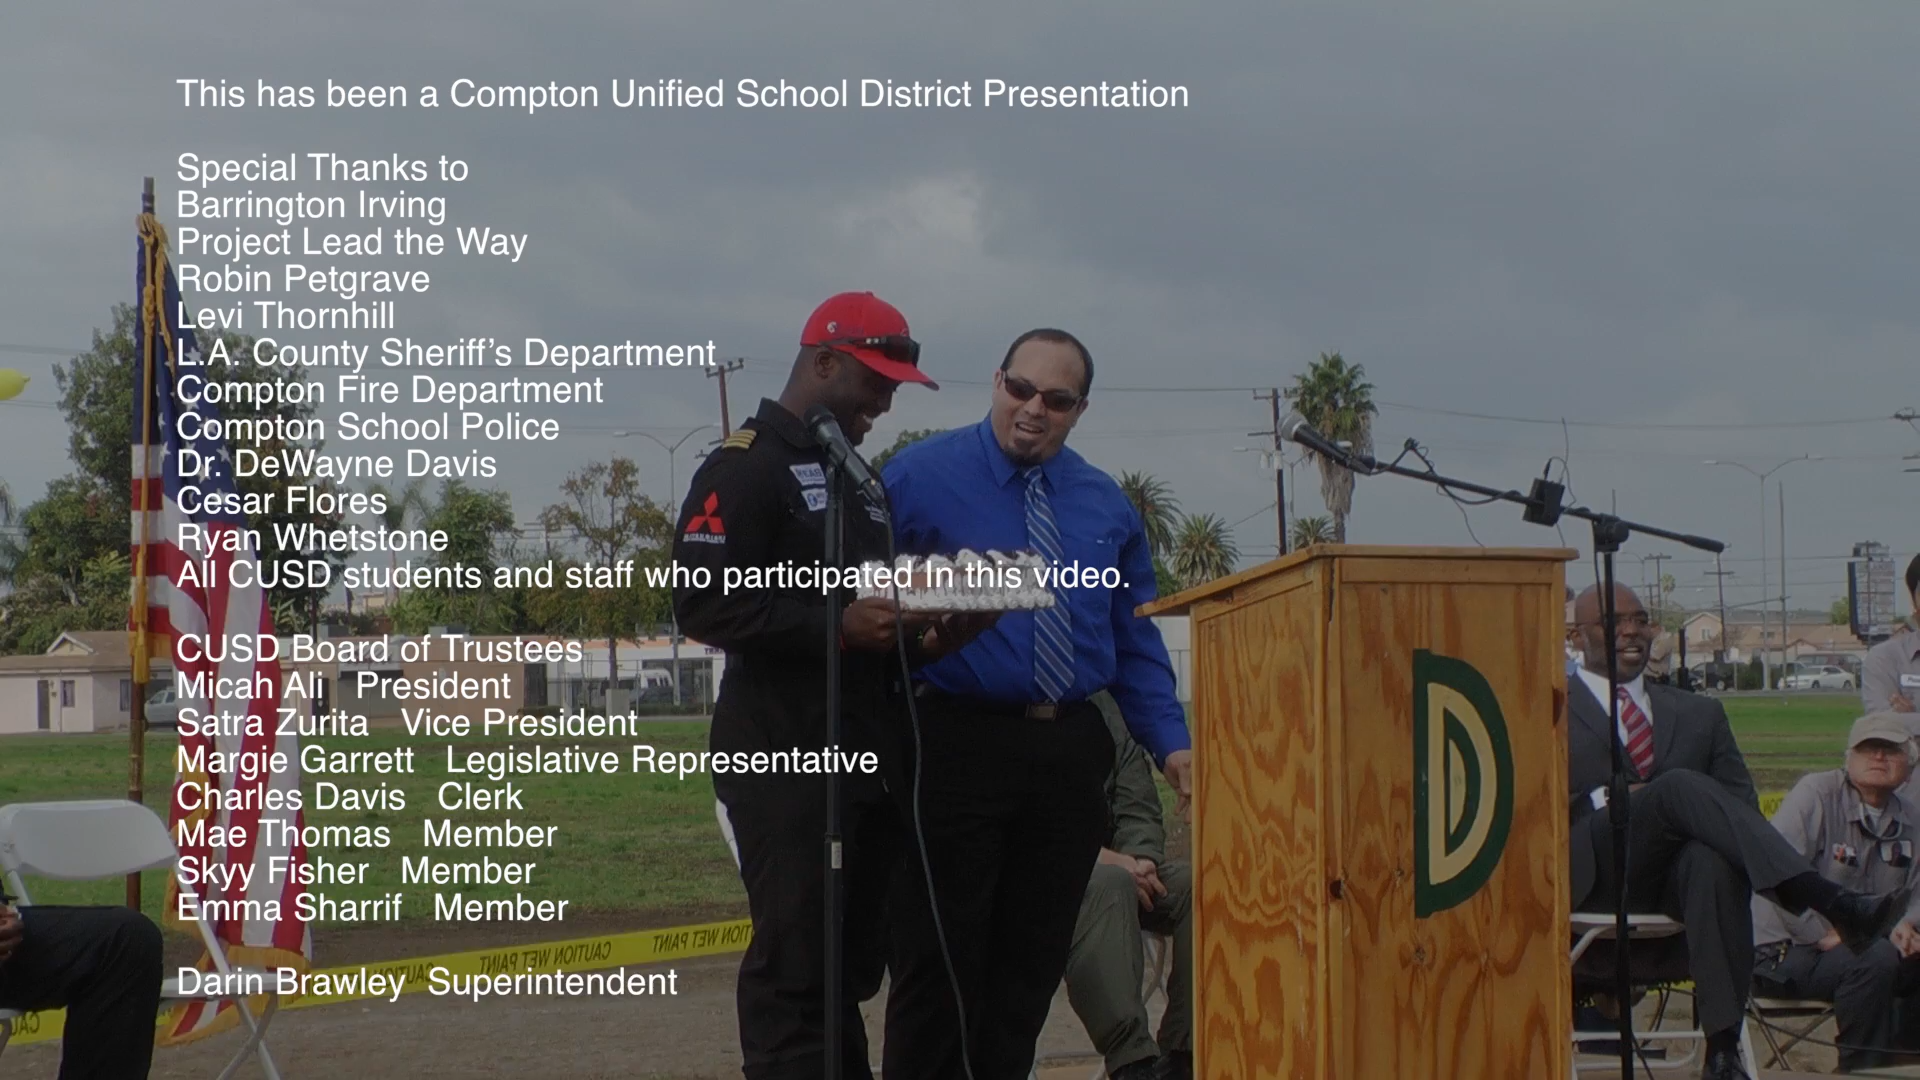 This has been a Compton Unified School District Presentation
Special Thanks to
Barrington Irving
Project Lead the Way
Robin Petgrave
Levi Thornhill
L.A. County Sheriff's Department
Compton Fire Department
Compton School Police
Dr. DeWayne Davis
Cesar Flores
Ryan Whetstone
All CUSD students and staff who participated In this video.
CUSD Board of Trustees
Micah Ali President
Satra Zurita Vice President
Margie Garrett Legislative Representative
Charles Davis Clerk
Mae Thomas Member
Skyy Fisher Member
Emma Sharrif Member
Darin Brawley Superintendent
CAUTION WET PAINT CAUTION WET PAINT
D